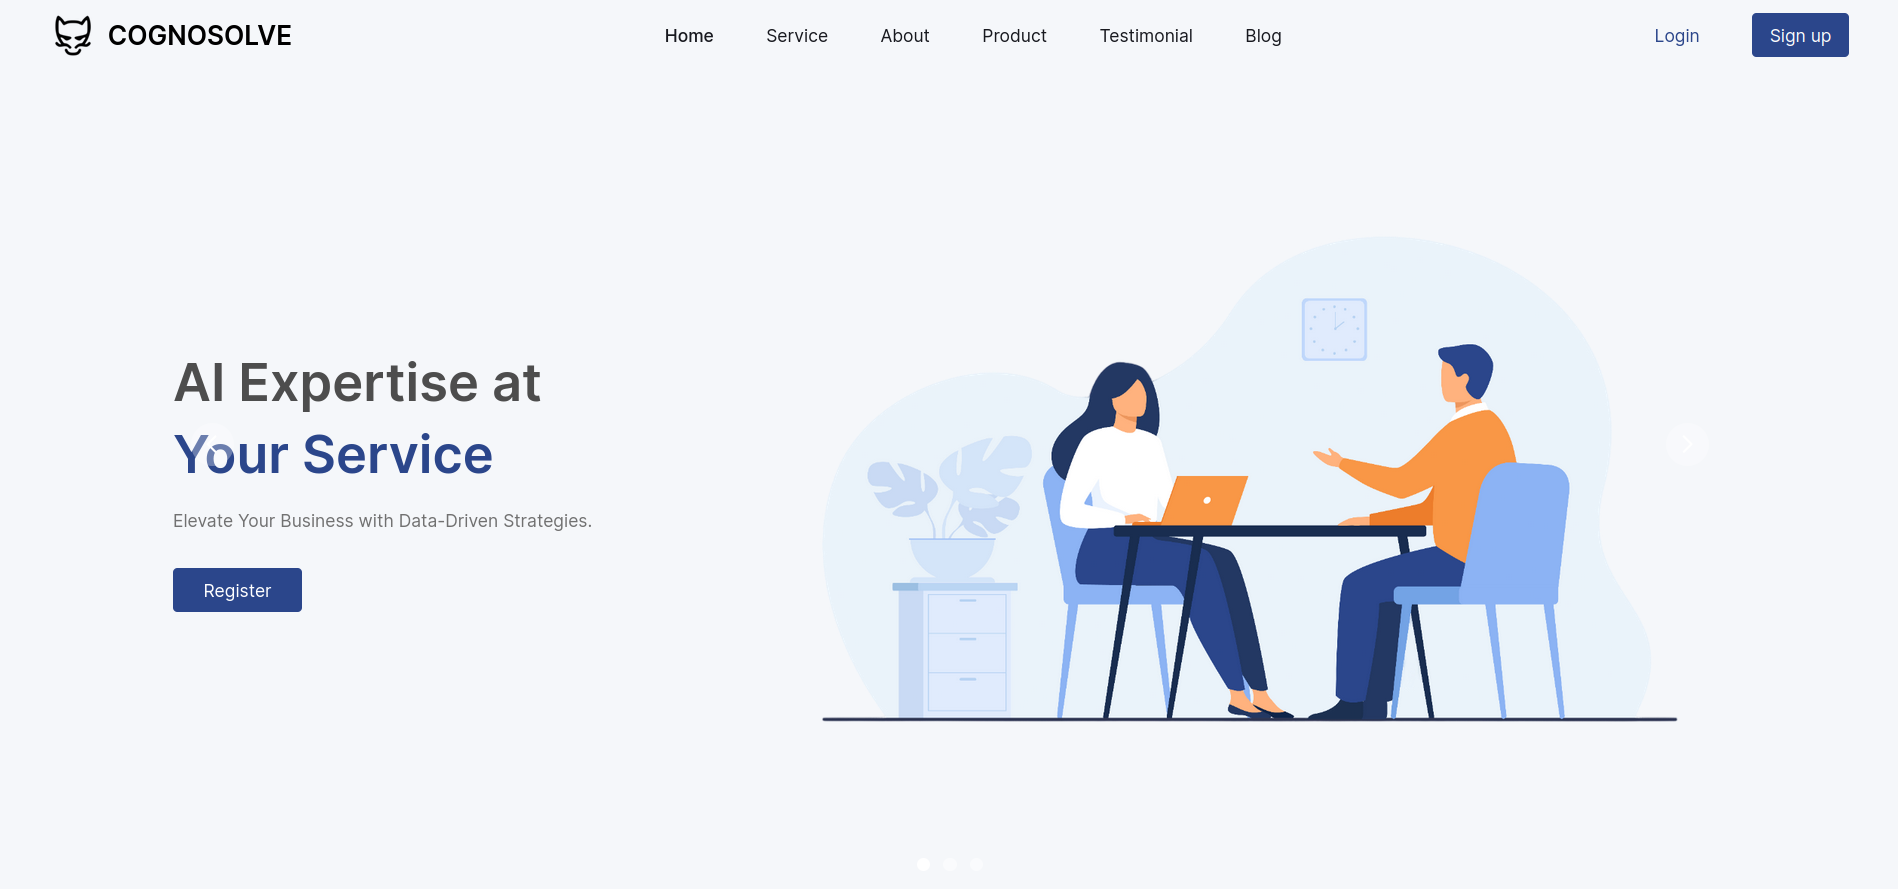 COGNOSOLVE
Home Service About Product Testimonial Blog
Login Sign up
AI Expertise at
Your Service
Elevate Your Business with Data-Driven Strategies.
Register